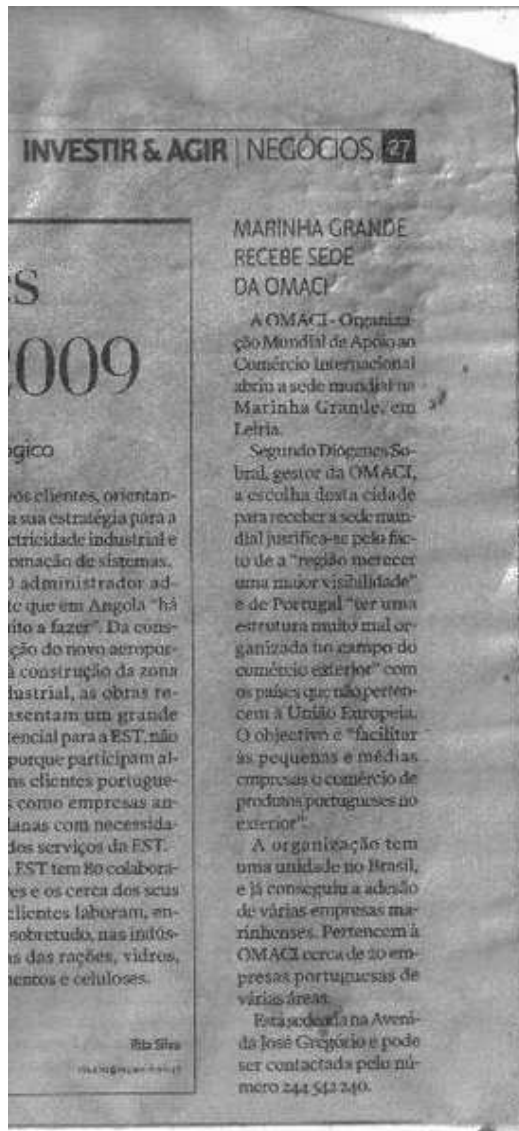 INVESTIR & AGIR | NEGÓCIOS 27
S
2009
ógico
os clientes, orientan-
a sua estratégia para a
ctricidade industrial e
omação de sistemas.
O administrador ad-
te que em Angola "há
ito a fazer". Da cons-
ção do novo aeropor-
à construção da zona
dustrial, as obras re-
esentam um grande
tencial para a EST, não
porque participam al-
ns clientes portugue-
s como empresas an-
lanas com necessida-
dos serviços da EST.
EST tem 80 colabora-
res e os cerca dos seus
clientes laboram, en-
sobretudo, nas indús-
as das rações, vidros,
mentos e celuloses.
Rita Silva
MARINHA GRANDE
RECEBE SEDE
DA OMACI
A OMACI - Organiza-
ção Mundial de Apoio ao
Comércio Internacional
abriu a sede mundial na
Marinha Grande, em
Leiria.
Segundo Diógenes So-
bral, gestor da OMACI,
a escolha desta cidade
para receber a sede mun-
dial justifica-se pelo fac-
to de a "região merecer
uma maior visibilidade"
e de Portugal "ter uma
estrutura muito mal or-
ganizada no campo do
comércio exterior" com
os países que não perten-
cem à União Europeia.
O objectivo é "facilitar
às pequenas e médias
empresas o comércio de
produtos portugueses no
exterior".
A organização tem
uma unidade no Brasil,
e já conseguiu a adesão
de várias empresas ma-
rinhenses. Pertencem à
OMACI cerca de 20 em-
presas portuguesas de
várias áreas.
Está sedeada na Aveni-
da José Gregório e pode
ser contactada pelo nú-
mero 244 542 240.